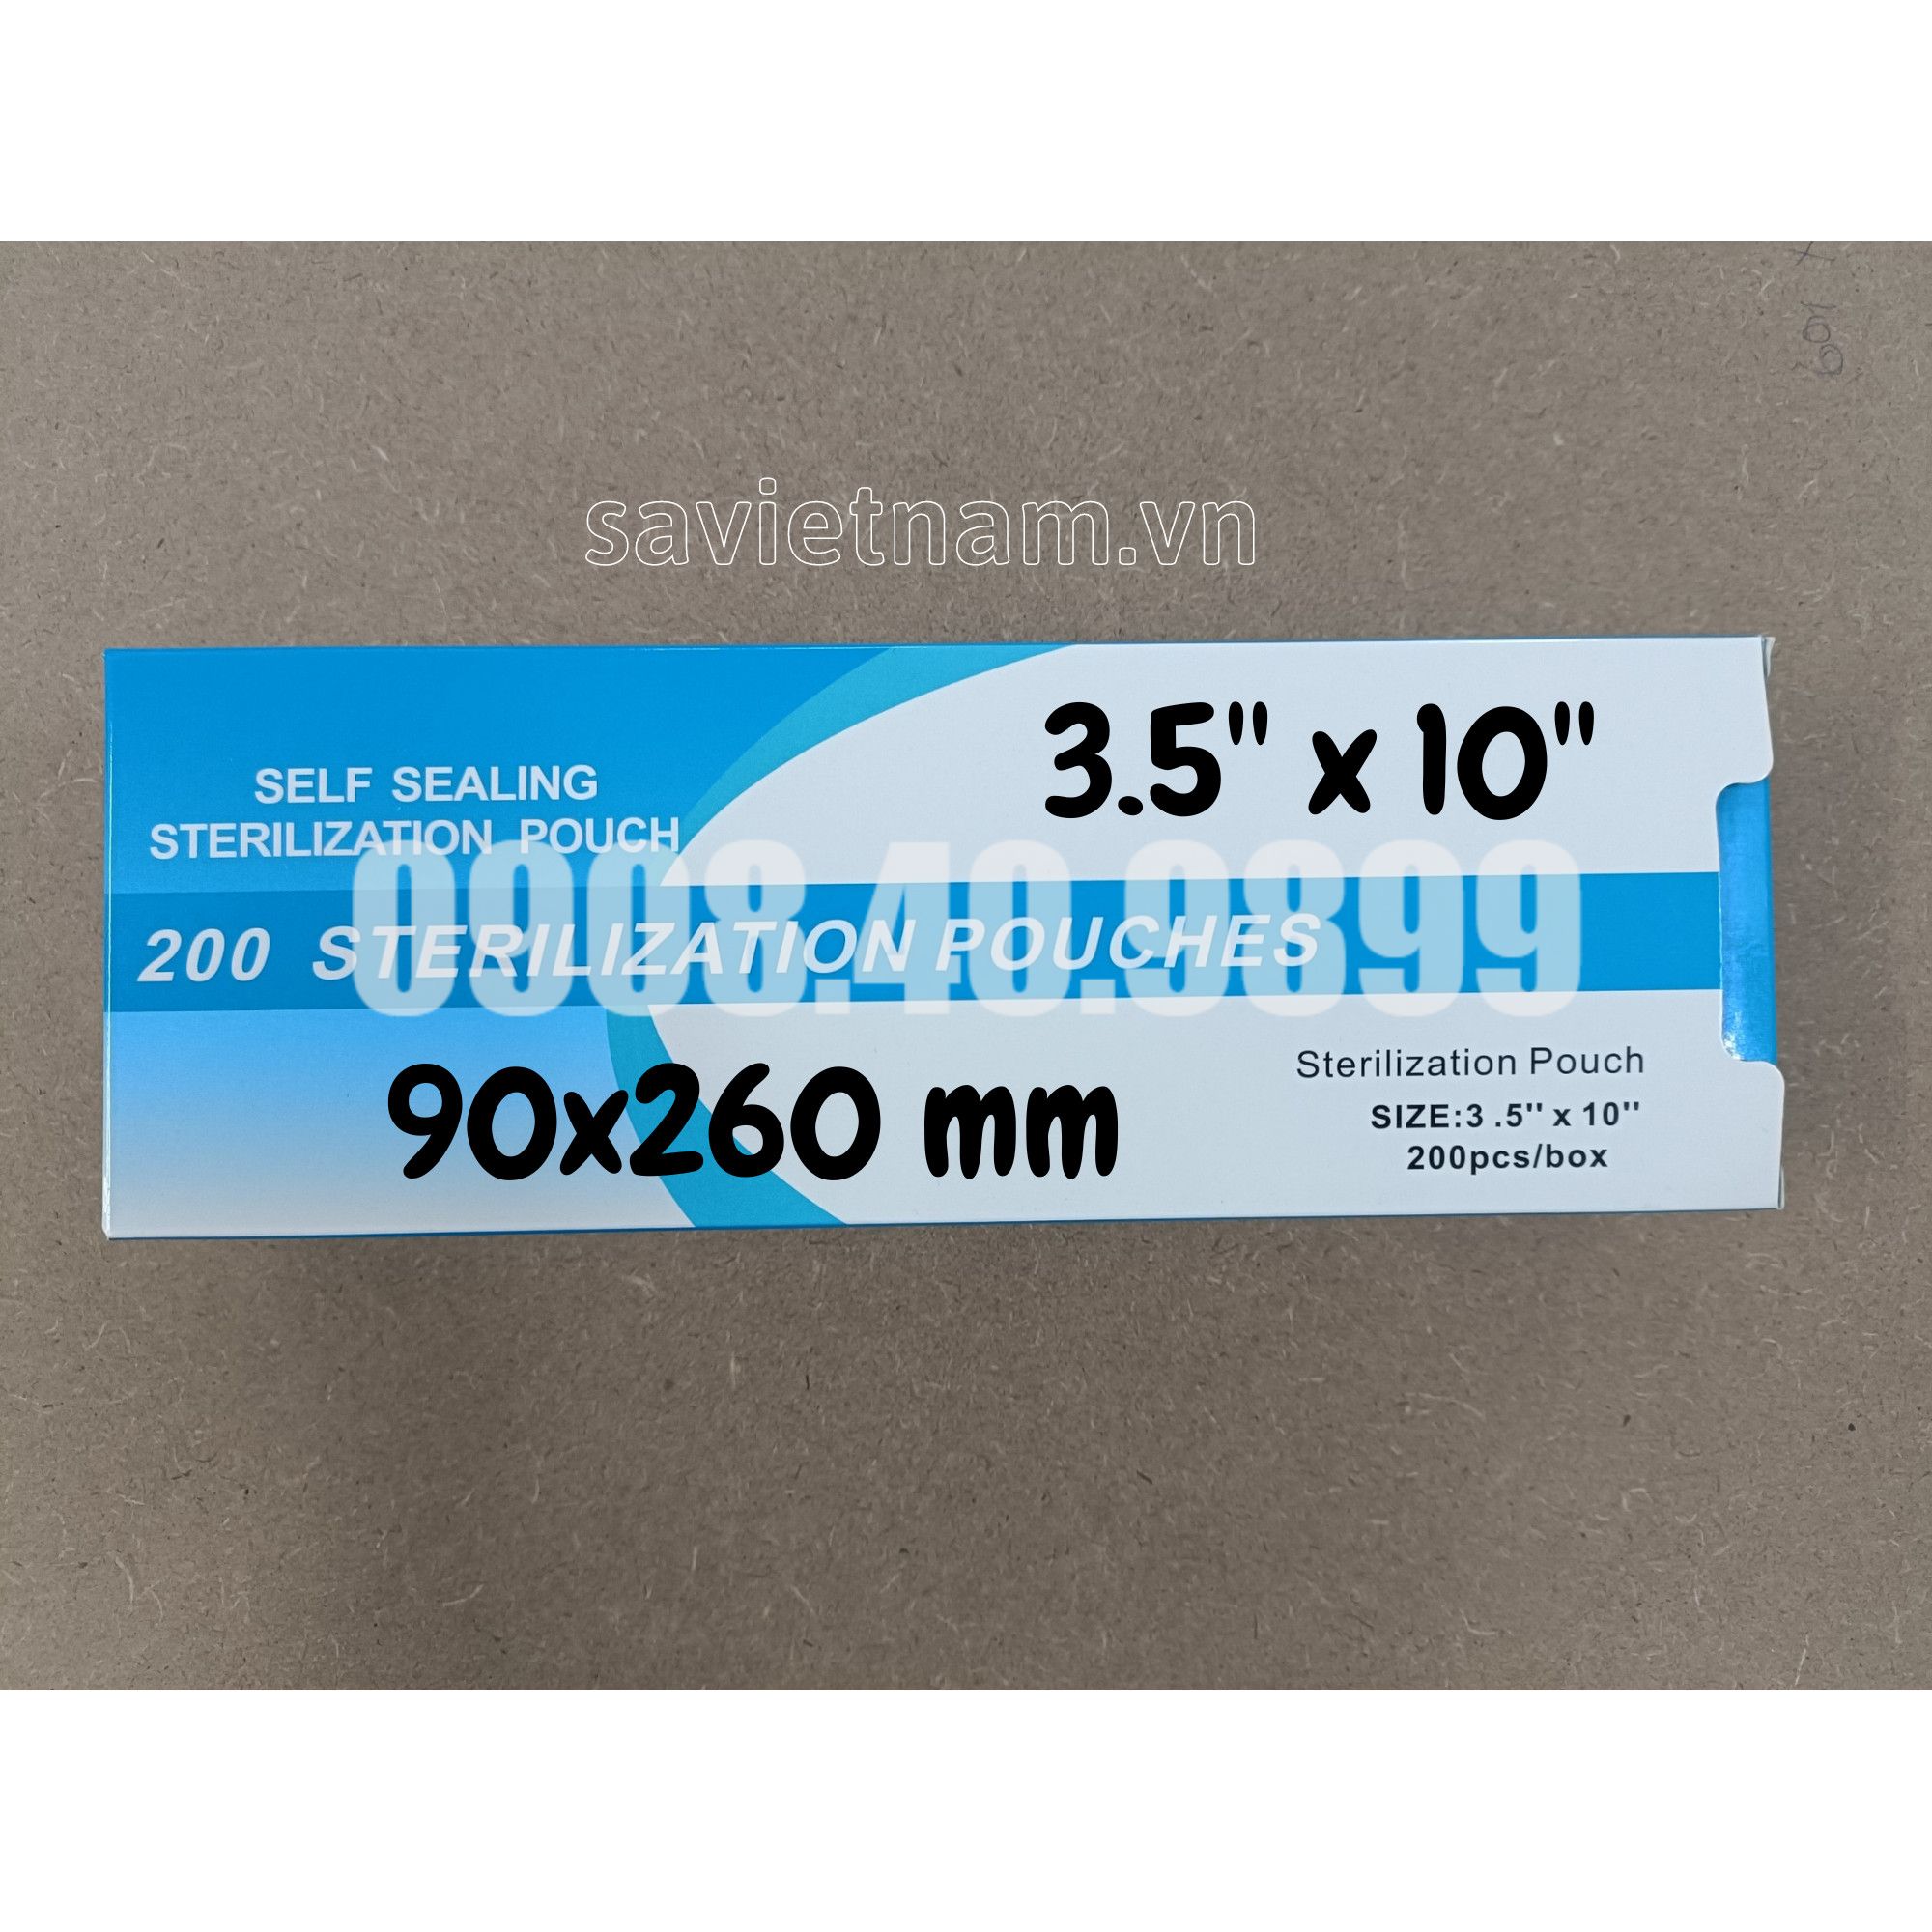 savietnam.vn
3.5" x 10"
SELF SEALING
STERILIZATION POUCH
0908.40.9899
200 STERILIZATION POUCHES
90x260 mm
Sterilization Pouch
SIZE:3.5'' x 10''
200pcs/box